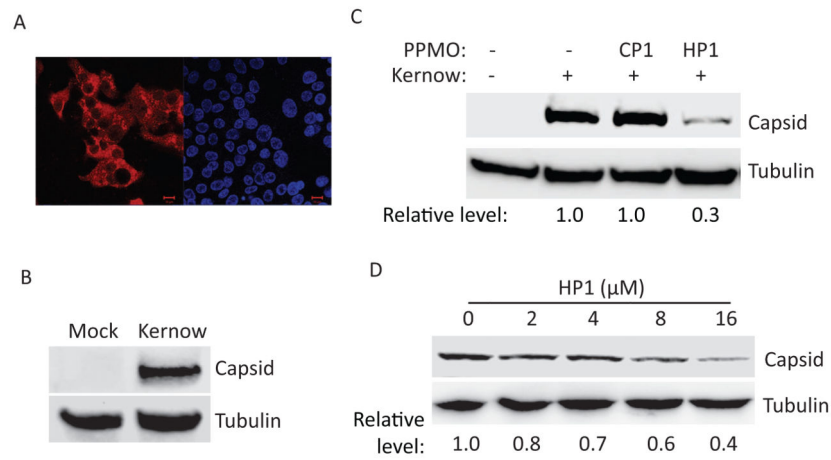 A
B
Mock Kernow
Capsid
Tubulin
C
PPMO: - - CP1 HP1
Kernow: - + + +
Capsid
Tubulin
Relative level: 1.0 1.0 0.3
D
HP1 (μM)
0 2 4 8 16
Capsid
Tubulin
Relative
level: 1.0 0.8 0.7 0.6 0.4